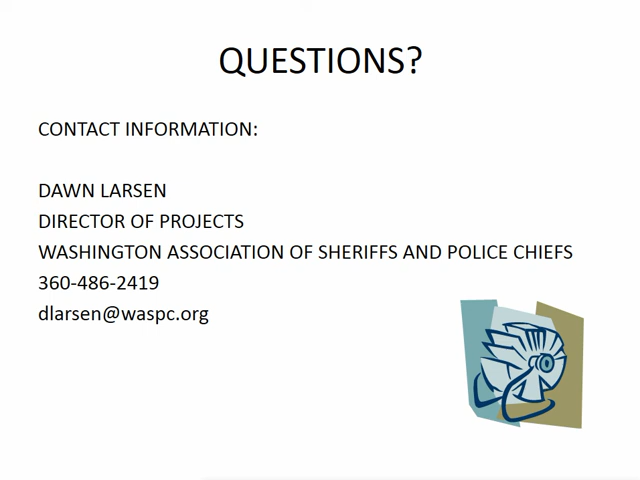 QUESTIONS?
CONTACT INFORMATION:
DAWN LARSEN
DIRECTOR OF PROJECTS
WASHINGTON ASSOCIATION OF SHERIFFS AND POLICE CHIEFS
360-486-2419
dlarsen@waspc.org